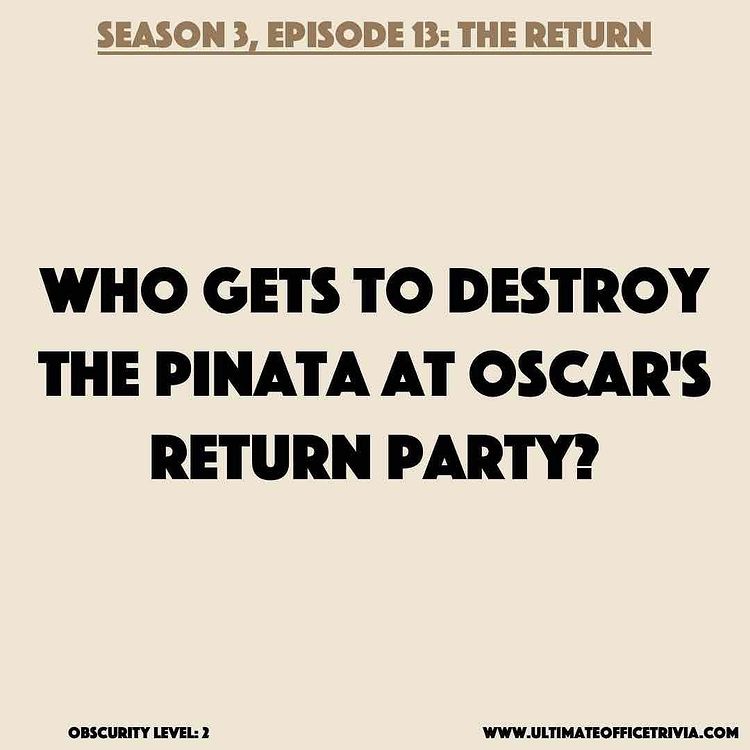 SEASON 3, EPISODE 13: THE RETURN
WHO GETS TO DESTROY
THE PINATA AT OSCAR'S
RETURN PARTY?
OBSCURITY LEVEL: 2
WWW.ULTIMATEOFFICETRIVIA.COM